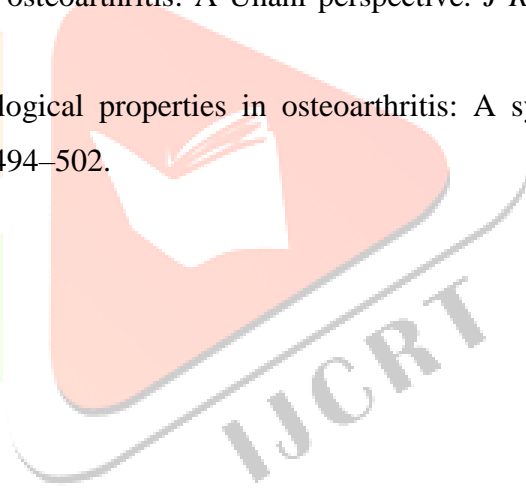 osteoarthritis: A Unani perspective. J R
logical properties in osteoarthritis: A sy
494–502.
IJCRT